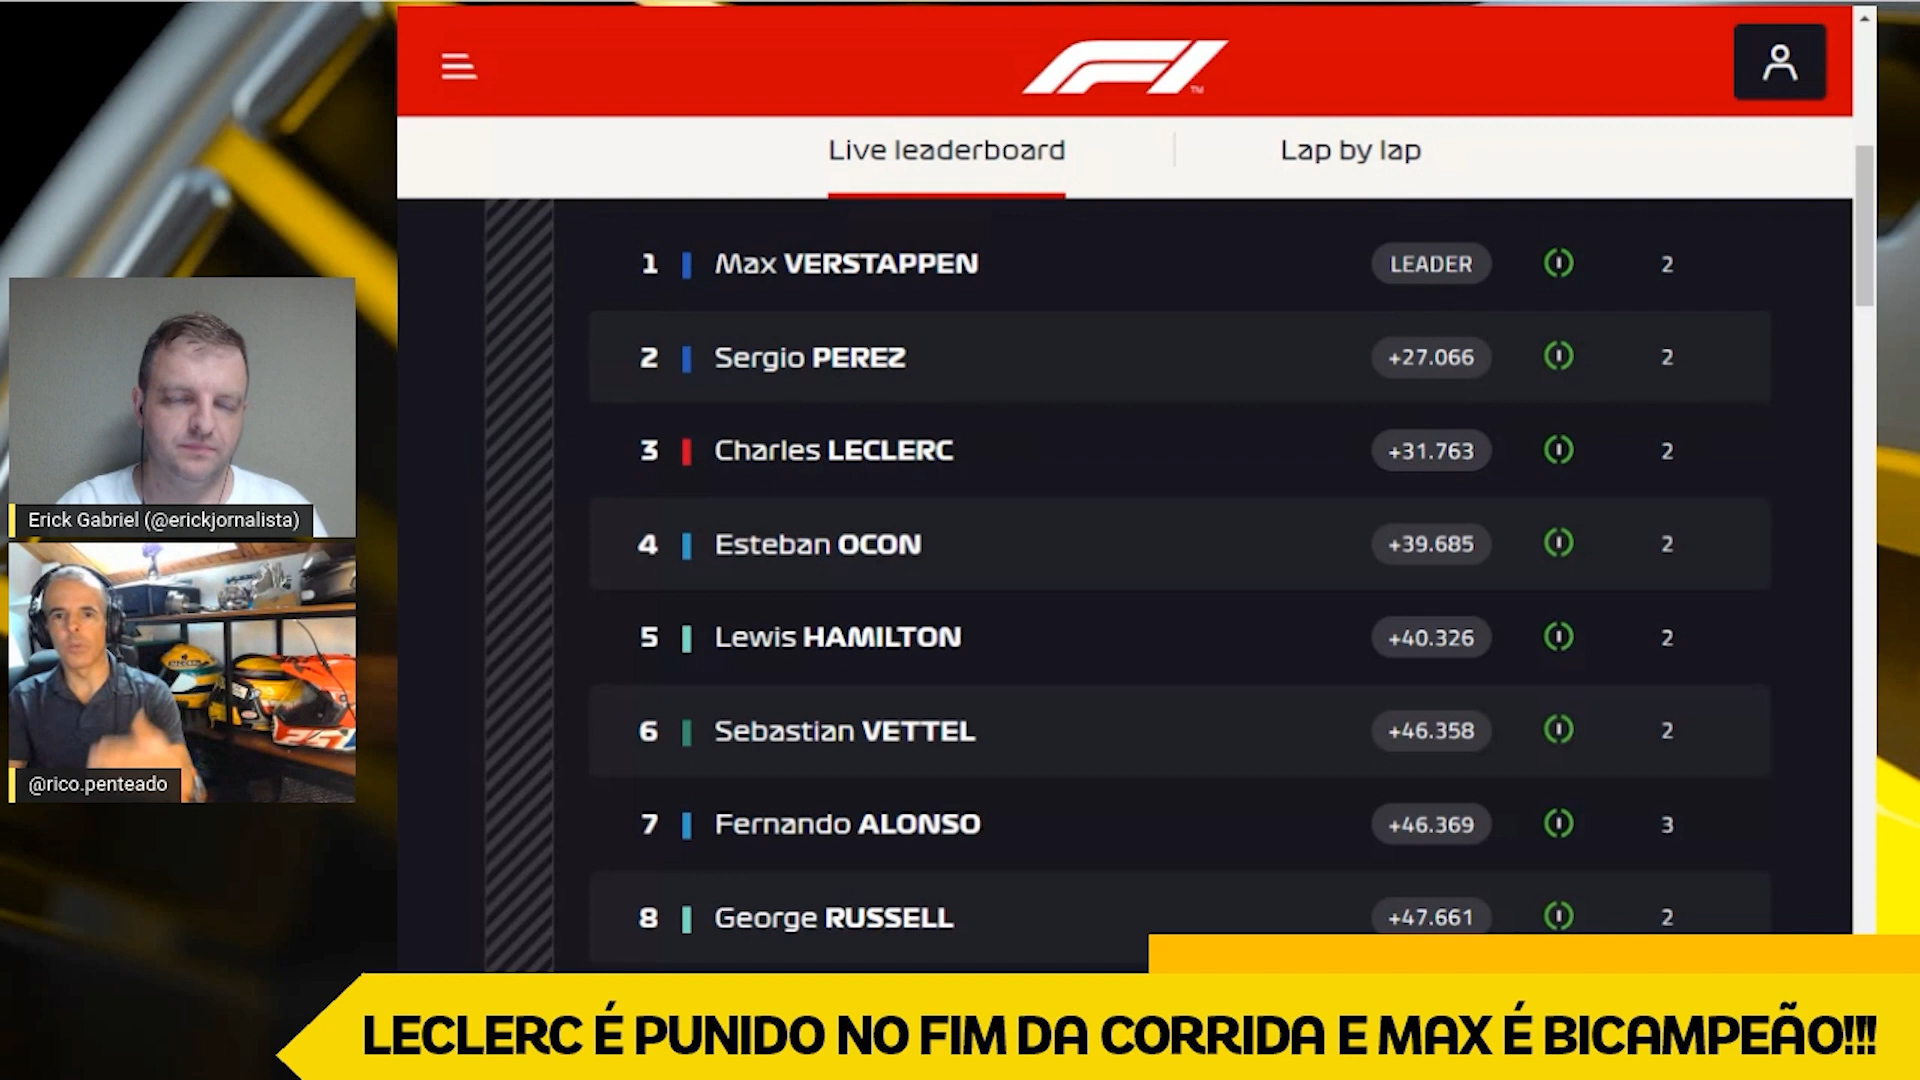 F1
TM
Live leaderboard
Lap by lap
1 Max VERSTAPPEN LEADER 2
2 Sergio PEREZ +27.066 2
3 Charles LECLERC +31.763 2
4 Esteban OCON +39.685 2
5 Lewis HAMILTON +40.326 2
6 Sebastian VETTEL +46.358 2
7 Fernando ALONSO +46.369 3
8 George RUSSELL +47.661 2
Erick Gabriel (@erickjornalista)
@rico.penteado
LECLERC É PUNIDO NO FIM DA CORRIDA E MAX É BICAMPEÃO!!!